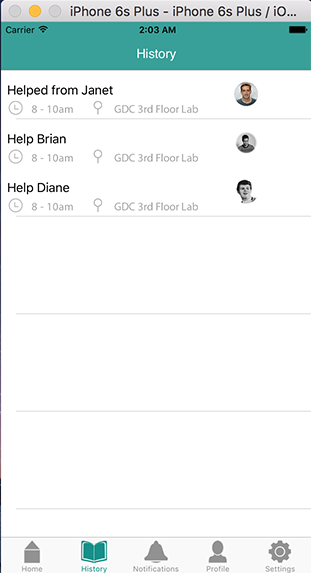 iPhone 6s Plus - iPhone 6s Plus / iO...
Carrier 2:03 AM
History
Helped from Janet
8 - 10am GDC 3rd Floor Lab
Help Brian
8 - 10am GDC 3rd Floor Lab
Help Diane
8 - 10am GDC 3rd Floor Lab
Home History Notifications Profile Settings